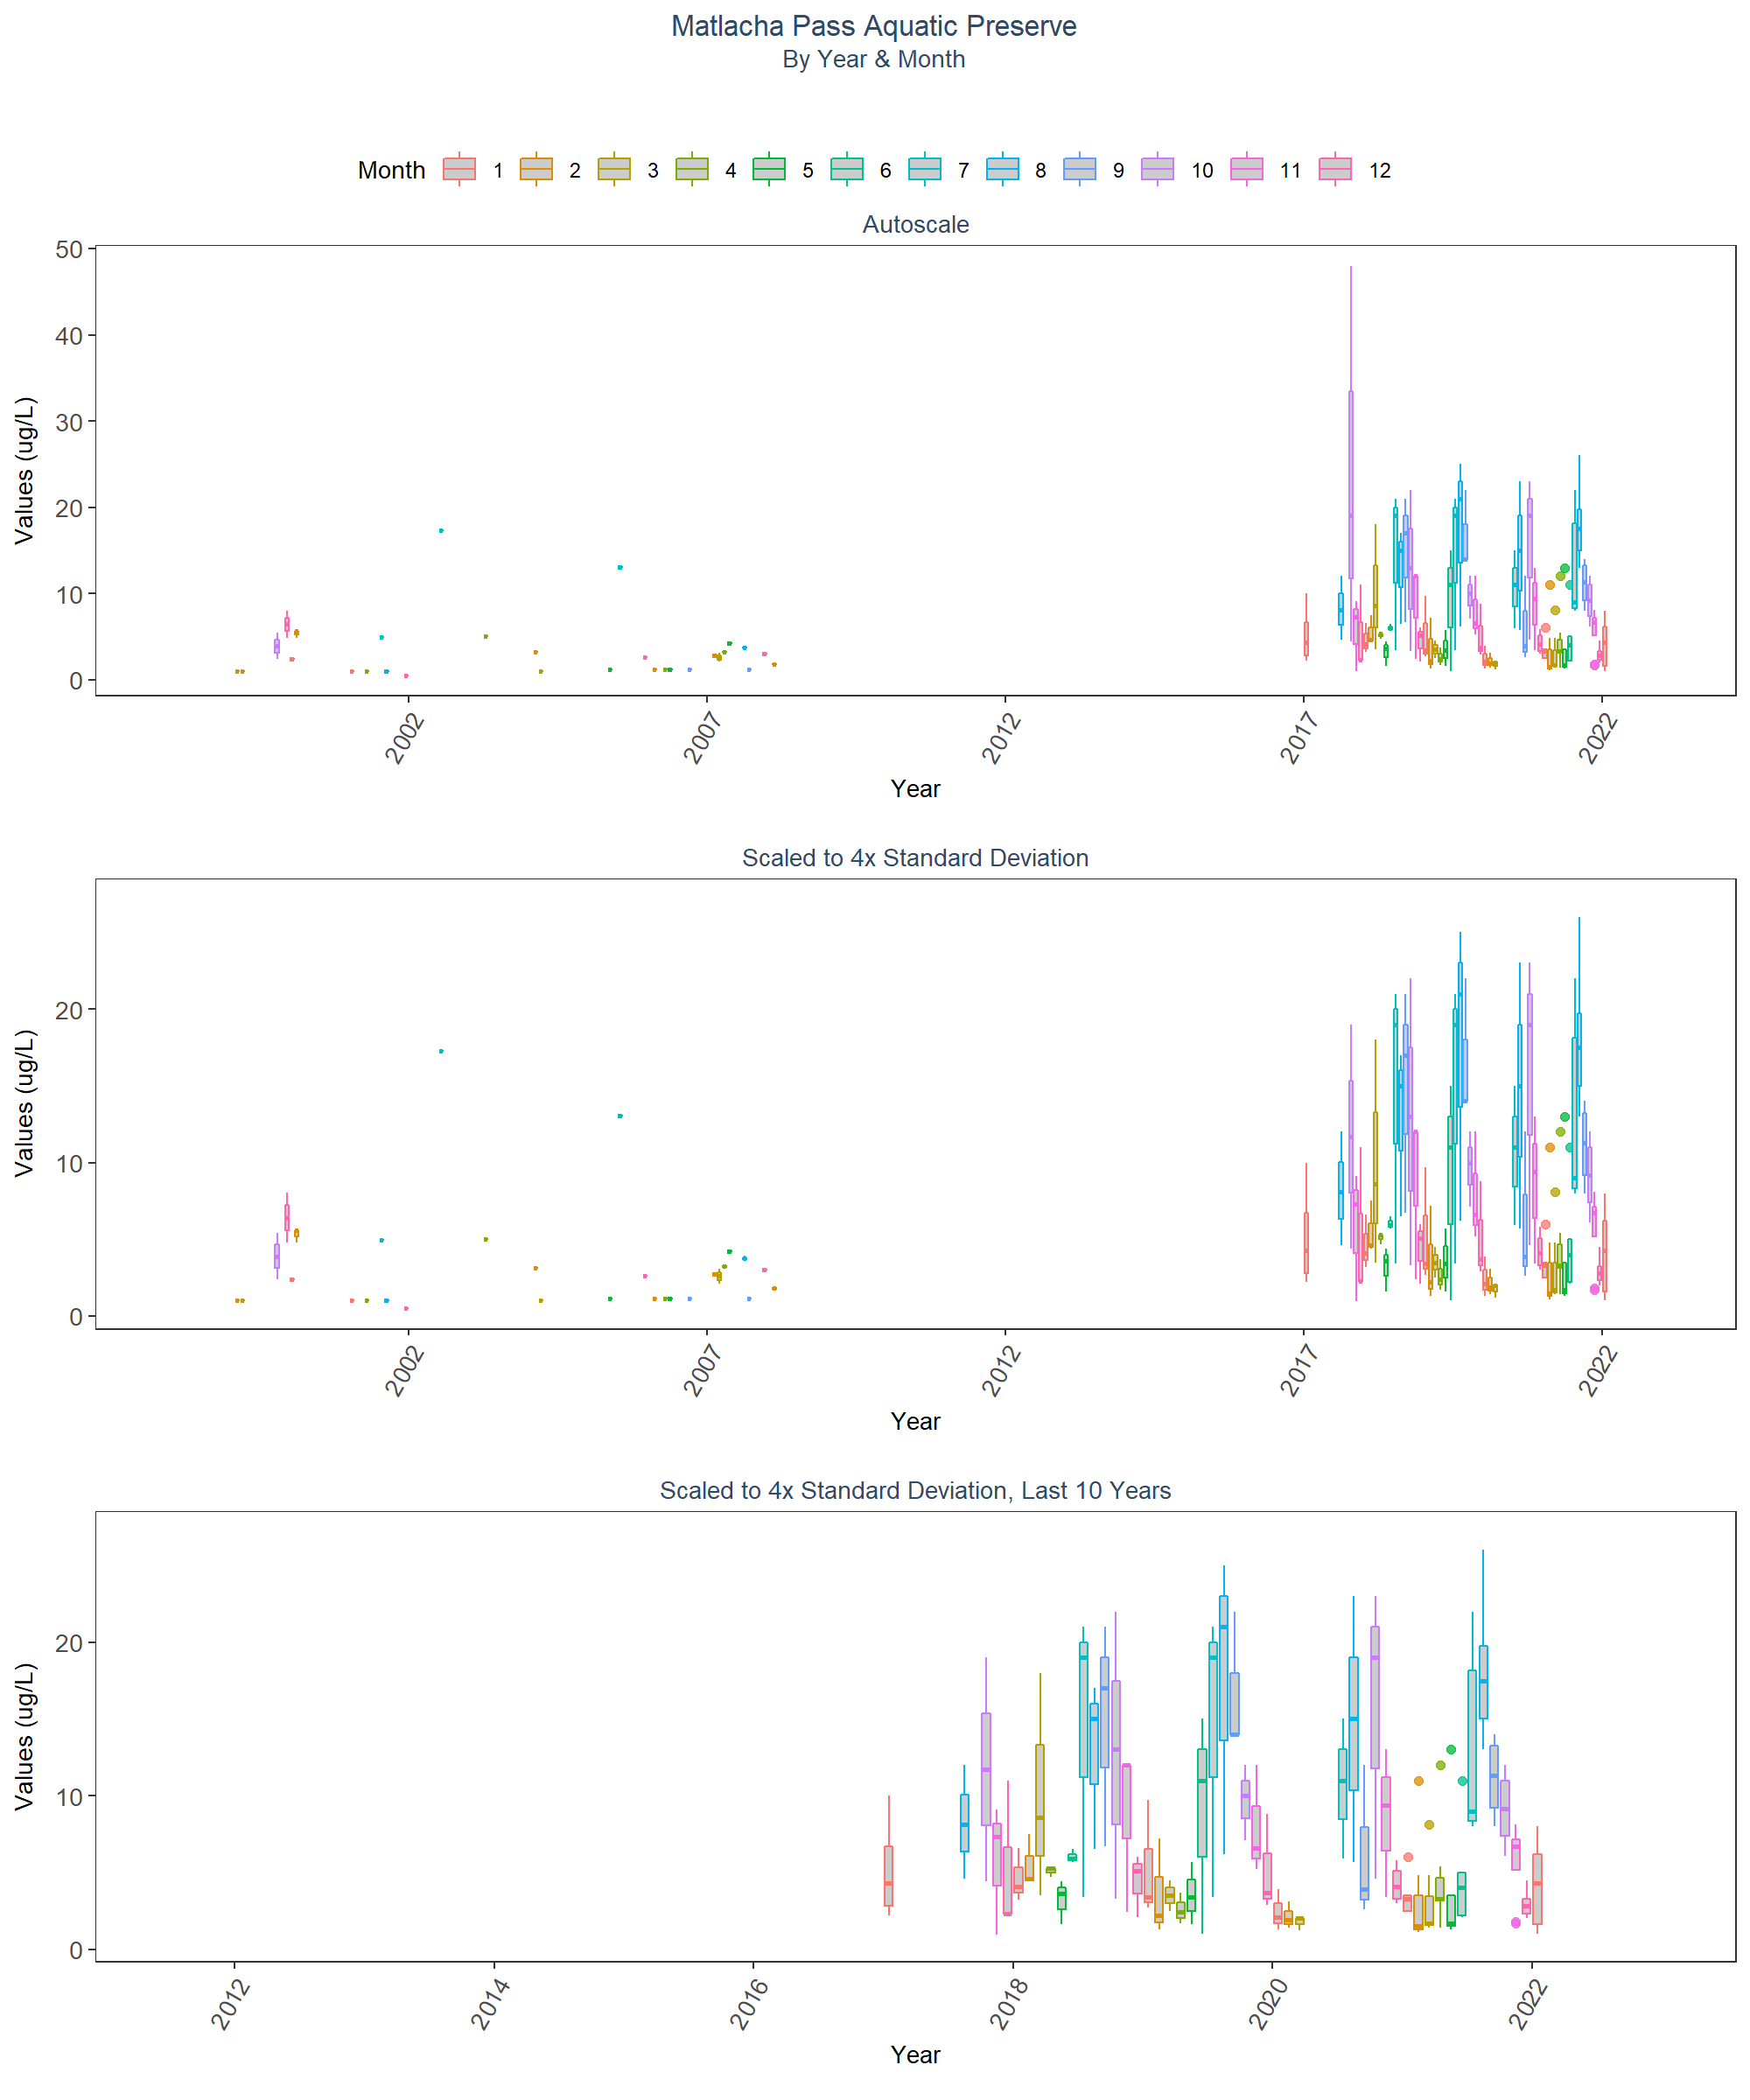 Matlacha Pass Aquatic Preserve
By Year & Month
Month 1 2 3 4 5 6 7 8 9 10 11 12
Autoscale
Values (ug/L)
50
40
30
20
10
0
2002 2007 2012 2017 2022
Year
Scaled to 4x Standard Deviation
Values (ug/L)
20
10
0
2002 2007 2012 2017 2022
Year
Scaled to 4x Standard Deviation, Last 10 Years
Values (ug/L)
20
10
0
2012 2014 2016 2018 2020 2022
Year